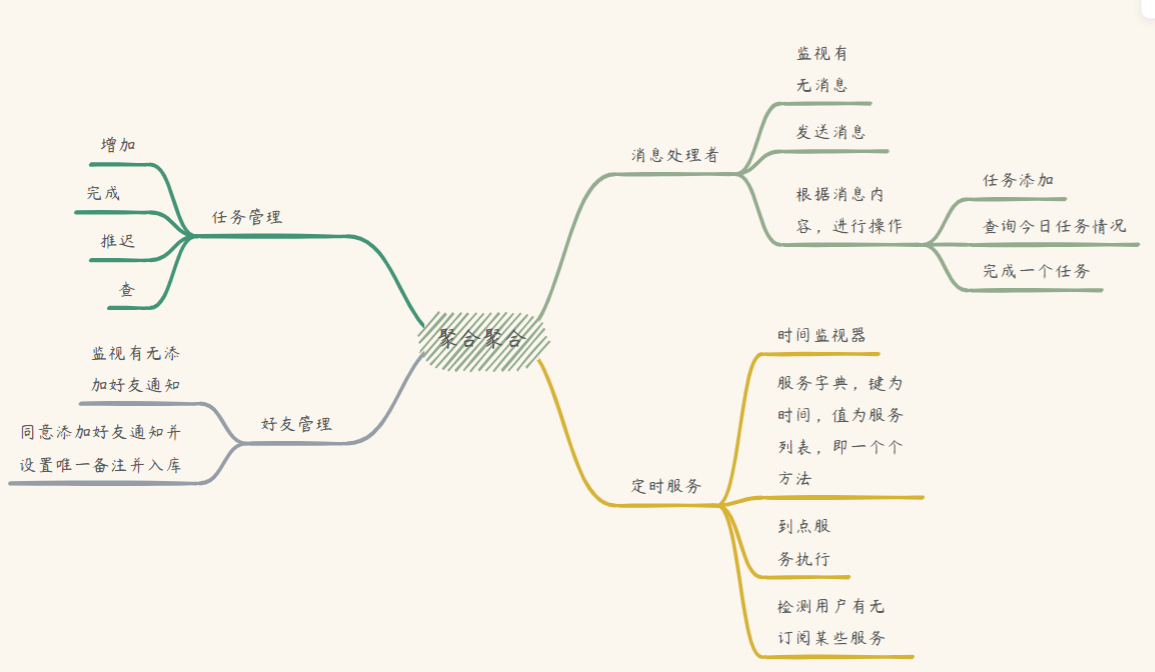 聚合聚合
消息处理者
监视有
无消息
发送消息
根据消息内
容，进行操作
任务添加
查询今日任务情况
完成一个任务
定时服务
时间监视器
服务字典，键为
时间，值为服务
列表，即一个个
方法
到点服
务执行
检测用户有无
订阅某些服务
任务管理
增加
完成
推迟
查
好友管理
监视有无添
加好友通知
同意添加好友通知并
设置唯一备注并入库